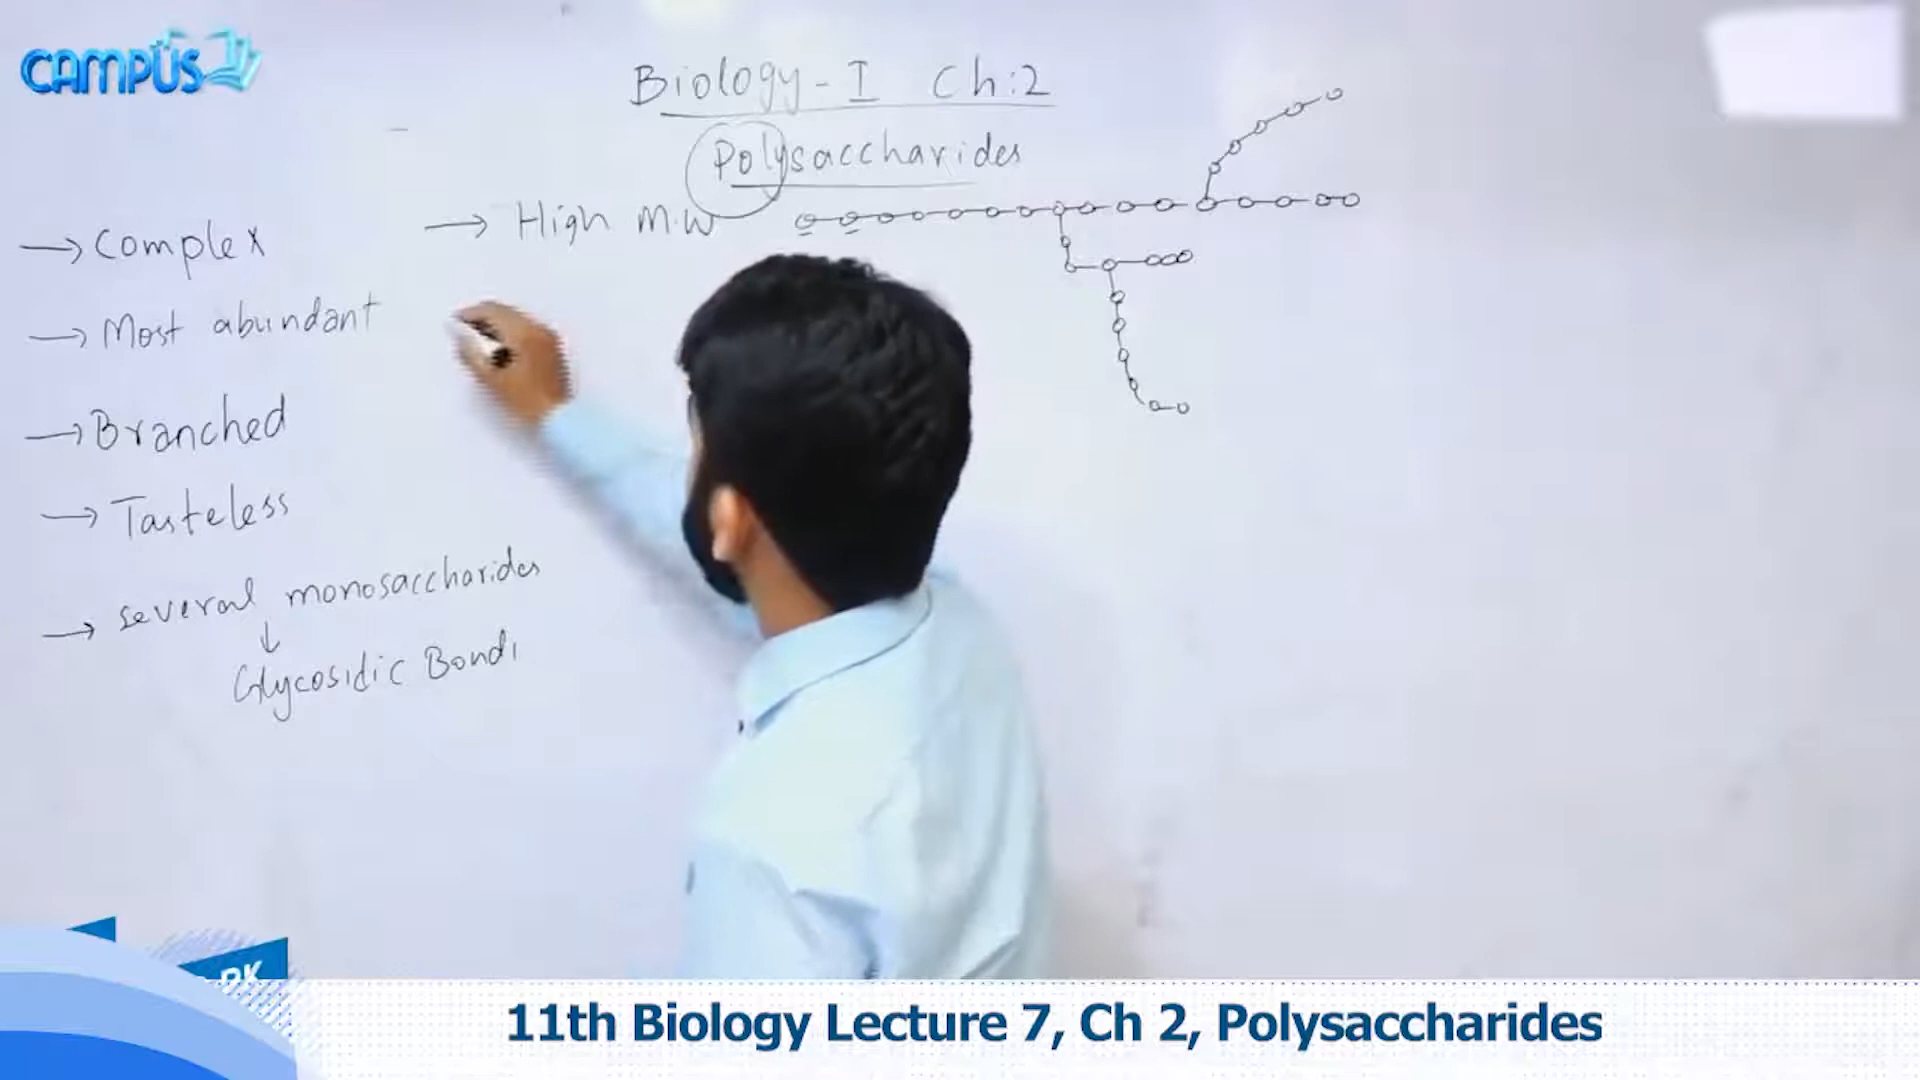 CAMPUS
Biology - I Ch:2
Polysaccharides
→ Complex
→ High M.W
→ Most abundant
→ Branched
→ Tasteless
→ several monosaccharides
↓
Glycosidic Bond
11th Biology Lecture 7, Ch 2, Polysaccharides